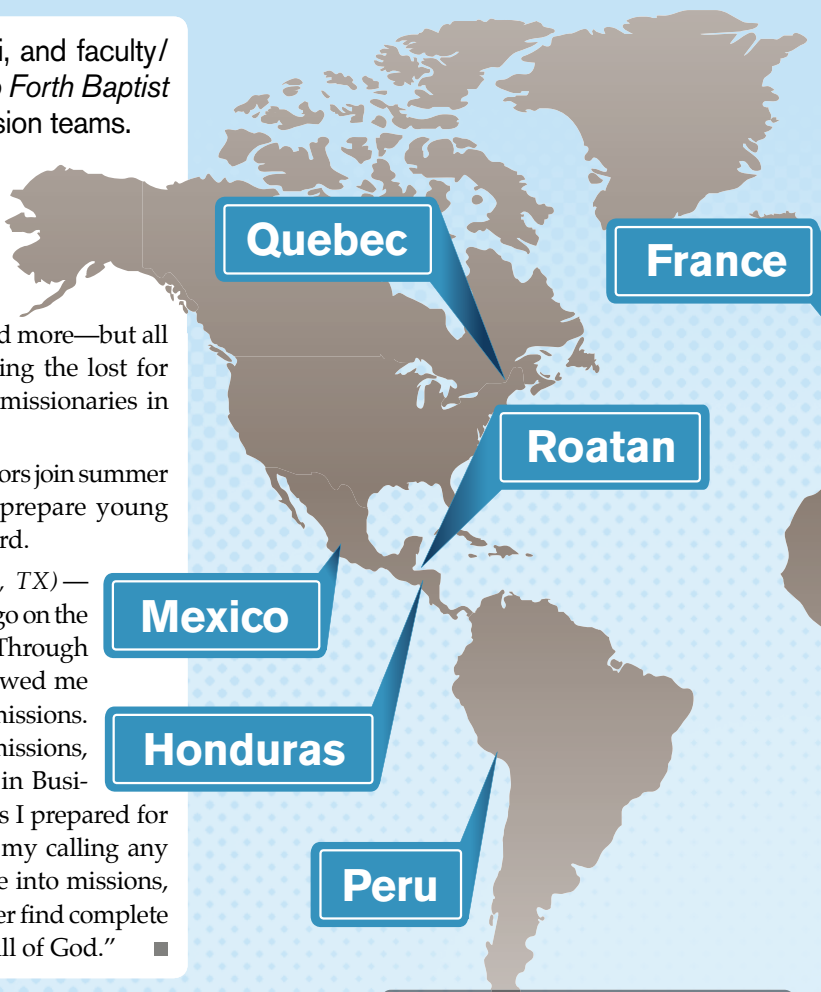 i, and faculty/
Forth Baptist
sion teams.
d more—but all
ing the lost for
missionaries in
ors join summer
prepare young
rd.
, TX)—
go on the
Through
wed me
issions.
issions,
in Busi-
s I prepared for
my calling any
e into missions,
er find complete
ll of God.” ■
Quebec
France
Roatan
Mexico
Honduras
Peru